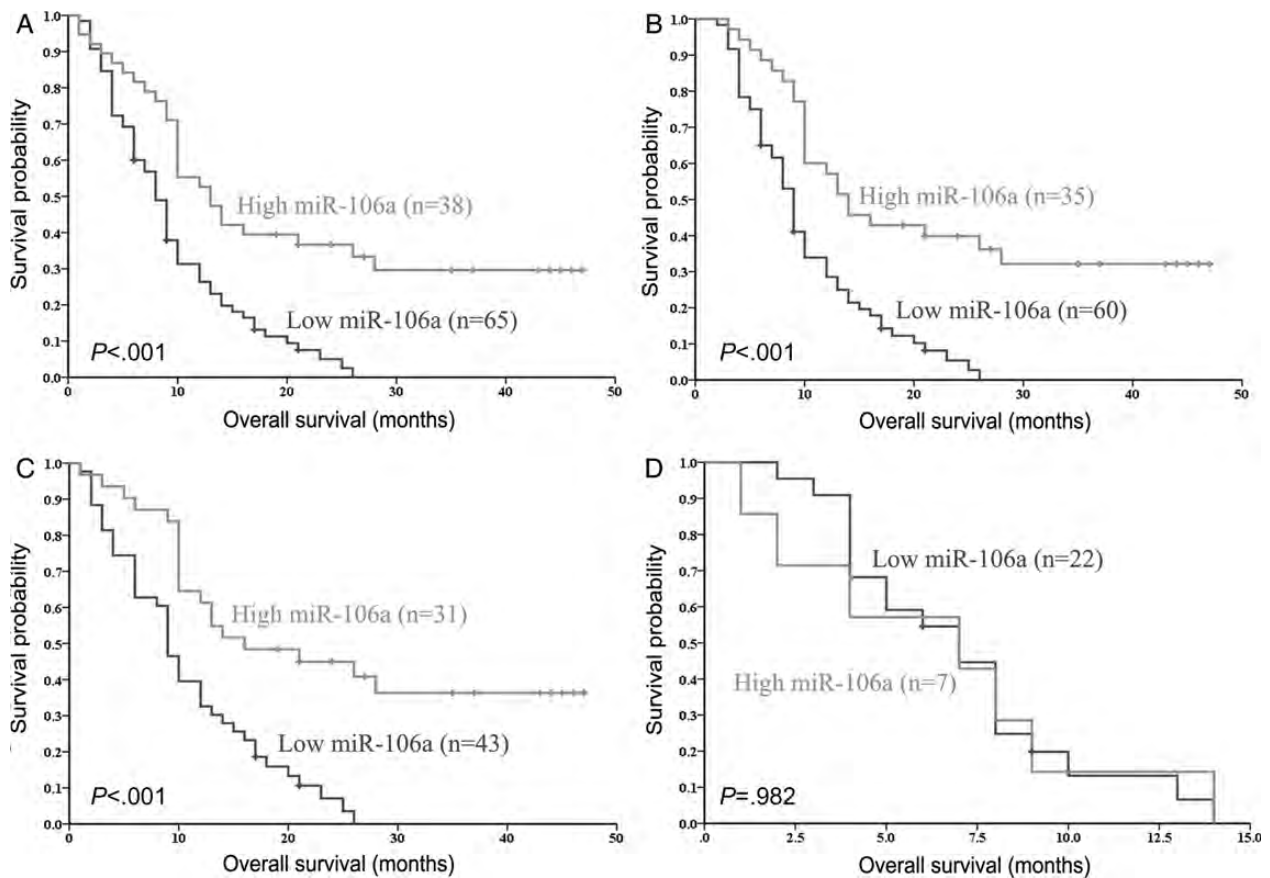 A
Survival probability
1.0
0.9
0.8
0.7
0.6
0.5
0.4
0.3
0.2
0.1
0.0
High miR-106a (n=38)
Low miR-106a (n=65)
P<.001
0 10 20 30 40 50
Overall survival (months)
B
Survival probability
1.0
0.9
0.8
0.7
0.6
0.5
0.4
0.3
0.2
0.1
0.0
High miR-106a (n=35)
Low miR-106a (n=60)
P<.001
0 10 20 30 40 50
Overall survival (months)
C
Survival probability
1.0
0.9
0.8
0.7
0.6
0.5
0.4
0.3
0.2
0.1
0.0
High miR-106a (n=31)
Low miR-106a (n=43)
P<.001
0 10 20 30 40 50
Overall survival (months)
D
Survival probability
1.0
0.9
0.8
0.7
0.6
0.5
0.4
0.3
0.2
0.1
0.0
Low miR-106a (n=22)
High miR-106a (n=7)
P=.982
.0 2.5 5.0 7.5 10.0 12.5 15.0
Overall survival (months)